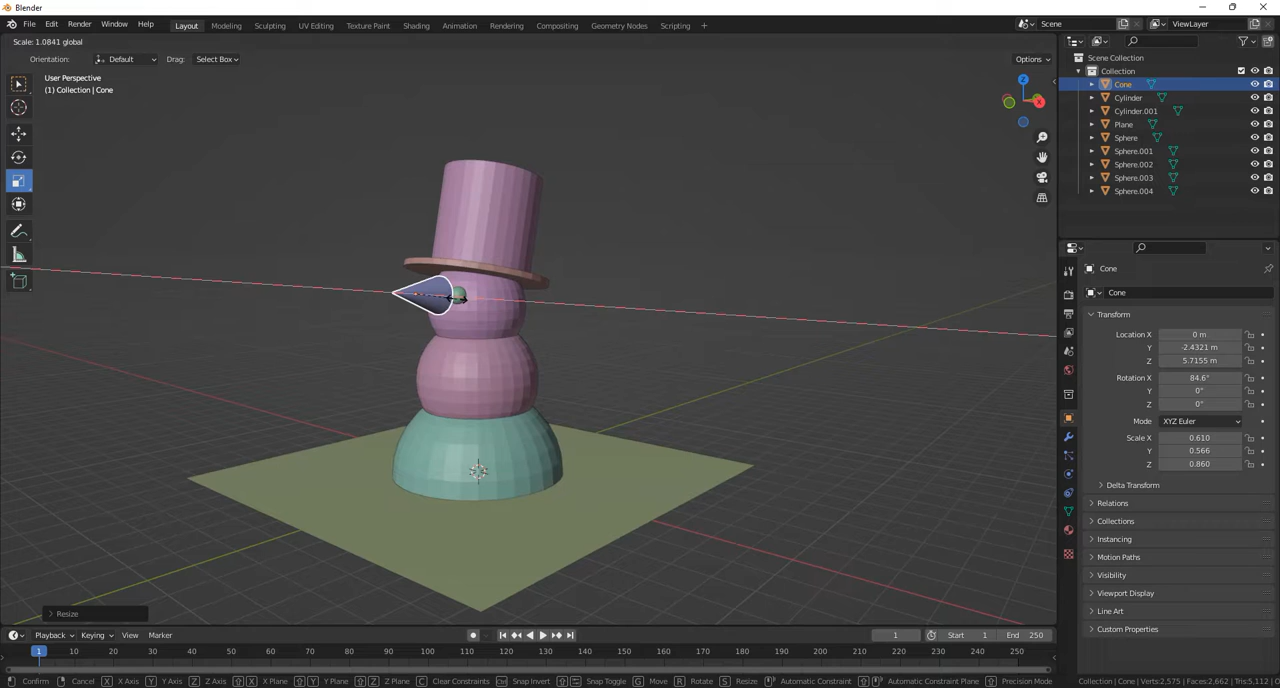 Blender
File Edit Render Window Help Layout Modeling Sculpting UV Editing Texture Paint Shading Animation Rendering Compositing Geometry Nodes Scripting + Scene ViewLayer
Scale: 1.0841 global
Orientation: Default Drag: Select Box Options
User Perspective
(1) Collection | Cone
Z
X
Scene Collection
Collection
Cone
Cylinder
Cylinder.001
Plane
Sphere
Sphere.001
Sphere.002
Sphere.003
Sphere.004
Cone
Cone
Transform
Location X 0 m
Y -2.4321 m
Z 5.7155 m
Rotation X 84.6°
Y 0°
Z 0°
Mode XYZ Euler
Scale X 0.610
Y 0.566
Z 0.860
Delta Transform
Relations
Collections
Instancing
Motion Paths
Visibility
Viewport Display
Line Art
Custom Properties
Resize
Playback Keying View Marker 1 Start 1 End 250
1 10 20 30 40 50 60 70 80 90 100 110 120 130 140 150 160 170 180 190 200 210 220 230 240 250
Confirm Cancel X X Axis Y Y Axis Z Z Axis X X Plane Y Y Plane Z Z Plane C Clear Constraints Snap Invert Snap Toggle G Move R Rotate S Resize Automatic Constraint Automatic Constraint Plane Precision Mode Collection | Cone | Verts:2,575 | Faces:2,662 | Tris:5,112 | O